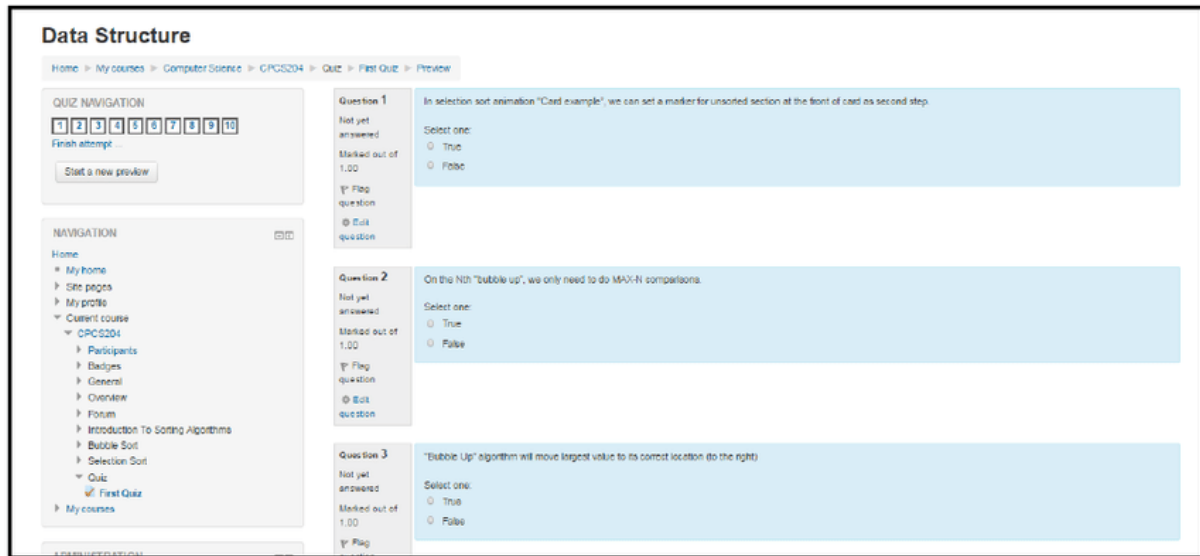 Data Structure
Home My courses Computer Science CPCS204 Quiz First Quiz Preview
QUIZ NAVIGATION
1 2 3 4 5 6 7 8 9 10
Finish attempt ...
Start a new preview
NAVIGATION
Home
My home
Site pages
My profile
Current course
CPCS204
Participants
Badges
General
Overview
Forum
Introduction To Sorting Algorithms
Bubble Sort
Selection Sort
Quiz
First Quiz
My courses
ADMINISTRATION
Question 1
Not yet
answered
Marked out of
1.00
Flag
question
Edit
question
In selection sort animation "Card example", we can set a marker for unsorted section at the front of card as second step.
Select one:
True
False
Question 2
Not yet
answered
Marked out of
1.00
Flag
question
Edit
question
On the Nth "bubble up", we only need to do MAX-N comparisons.
Select one:
True
False
Question 3
Not yet
answered
Marked out of
1.00
Flag
question
"Bubble Up" algorithm will move largest value to its correct location (to the right)
Select one:
True
False